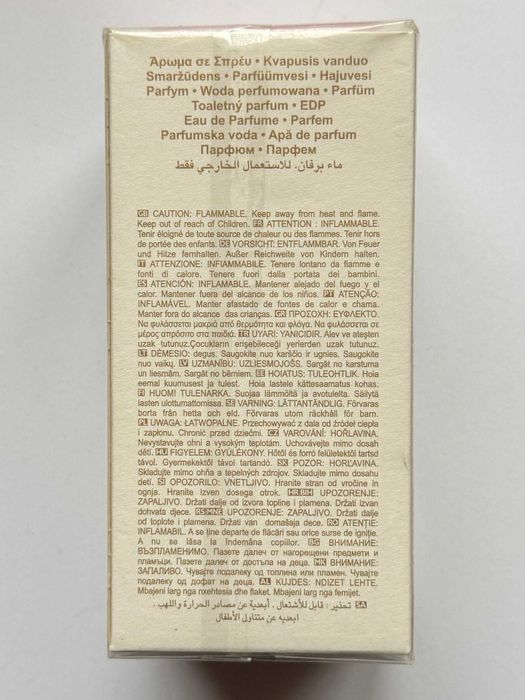 Άρωμα σε Σπρέυ • Kvapusis vanduo
Smaržūdens • Parfüümvesi • Hajuvesi
Parfym • Woda perfumowana • Parfüm
Toaletný parfum • EDP
Eau de Parfume • Parfem
Parfumska voda • Apă de parfum
Парфюм • Парфем
ماء برفان. للاستعمال الخارجي فقط
GB CAUTION: FLAMMABLE. Keep away from heat and flame.
Keep out of reach of Children. FR ATTENTION : INFLAMMABLE.
Tenir éloigné de toute source de chaleur ou des flammes. Tenir hors
de portée des enfants. DE VORSICHT: ENTFLAMMBAR. Von Feuer
und Hitze fernhalten. Außer Reichweite von Kindern halten.
IT ATTENZIONE: INFIAMMABILE. Tenere lontano da fiamme e
fonti di calore. Tenere fuori dalla portata dei bambini.
ES ATENCIÓN: INFLAMABLE. Mantener alejado del fuego y el
calor. Mantener fuera del alcance de los niños. PT ATENÇÃO:
INFLAMÁVEL. Manter afastado de fontes de calor e chama.
Manter fora do alcance das crianças. GR ΠΡΟΣΟΧΗ: ΕΥΦΛΕΚΤΟ.
Να φυλάσσεται μακριά από θερμότητα και φλόγα. Να φυλάσσεται σε
μέρος απρόσιτο στα παιδιά. TR UYARI: YANICIDIR. Alev ve ateşten
uzak tutunuz.Çocukların erişebileceği yerlerden uzak tutunuz.
LT DĖMESIO: degus. Saugokite nuo karščio ir ugnies. Saugokite
nuo vaikų. LV UZMANĪBU: UZLIESMOJOŠS. Sargāt no karstuma
un liesmām. Sargāt no bērniem. EE HOIATUS: TULEOHTLIK. Hoia
eemal kuumusest ja tulest. Hoia lastele kättesaamatus kohas.
FI HUOM! TULENARKA. Suojaa lämmöltä ja avotulelta. Säilytä
lasten ulottumattomissa. SE VARNING: LÄTTANTÄNDLIG. Förvaras
borta från hetta och eld. Förvaras utom räckhåll för barn.
PL UWAGA: ŁATWOPALNE. Przechowywać z dala od źródeł ciepła
i zapłonu. Chronić przed dziećmi. CZ VAROVÁNÍ: HOŘLAVINA.
Nevystavujte ohni a vysokým teplotám. Uchovávejte mimo dosah
dětí. HU FIGYELEM: GYÚLÉKONY. Hőtől és forró felülettektől tartsd
távol. Gyermekektől távol tartandó. SK POZOR: HORĽAVINA.
Skladujte mimo ohňa a tepelných zdrojov. Skladujte mimo dosah
detí. SI OPOZORILO: VNETLJIVO. Hranite stran od vročine in
ognja. Hranite izven dosega otrok. HR/BIH UPOZORENJE:
ZAPALJIVO. Držati dalje od izvora topline i plamena. Držati izvan
dohvata djece. RS/MNE UPOZORENJE: ZAPALJIVO. Držati dalje
od toplote i plamena. Držati van domašaja dece. RO ATENŢIE:
INFLAMABIL. A se ţine departe de flăcări sau orice surse de igniţie.
A nu se lăsa la îndemâna copiilor. BG ВНИМАНИЕ:
ВЪЗПЛАМЕНИМО. Пазете далеч от нагорещени предмети и
пламъци. Пазете далеч от достъпа на деца. MK ВНИМАНИЕ:
ЗАПАЛИВО. Чувајте подалеку од топлина или пламен. Чувајте
подалеку од дофат на деца. AL KUJDES: NDIZET LEHTE.
Mbajeni larg nga nxehtesia dhe flaket. Mbajeni larg nga femijet.
SA تحذير : قابل للأشتعال . أبعدية عن مصادر الحرارة واللهب .
ابعديه عن متناول الأطفال